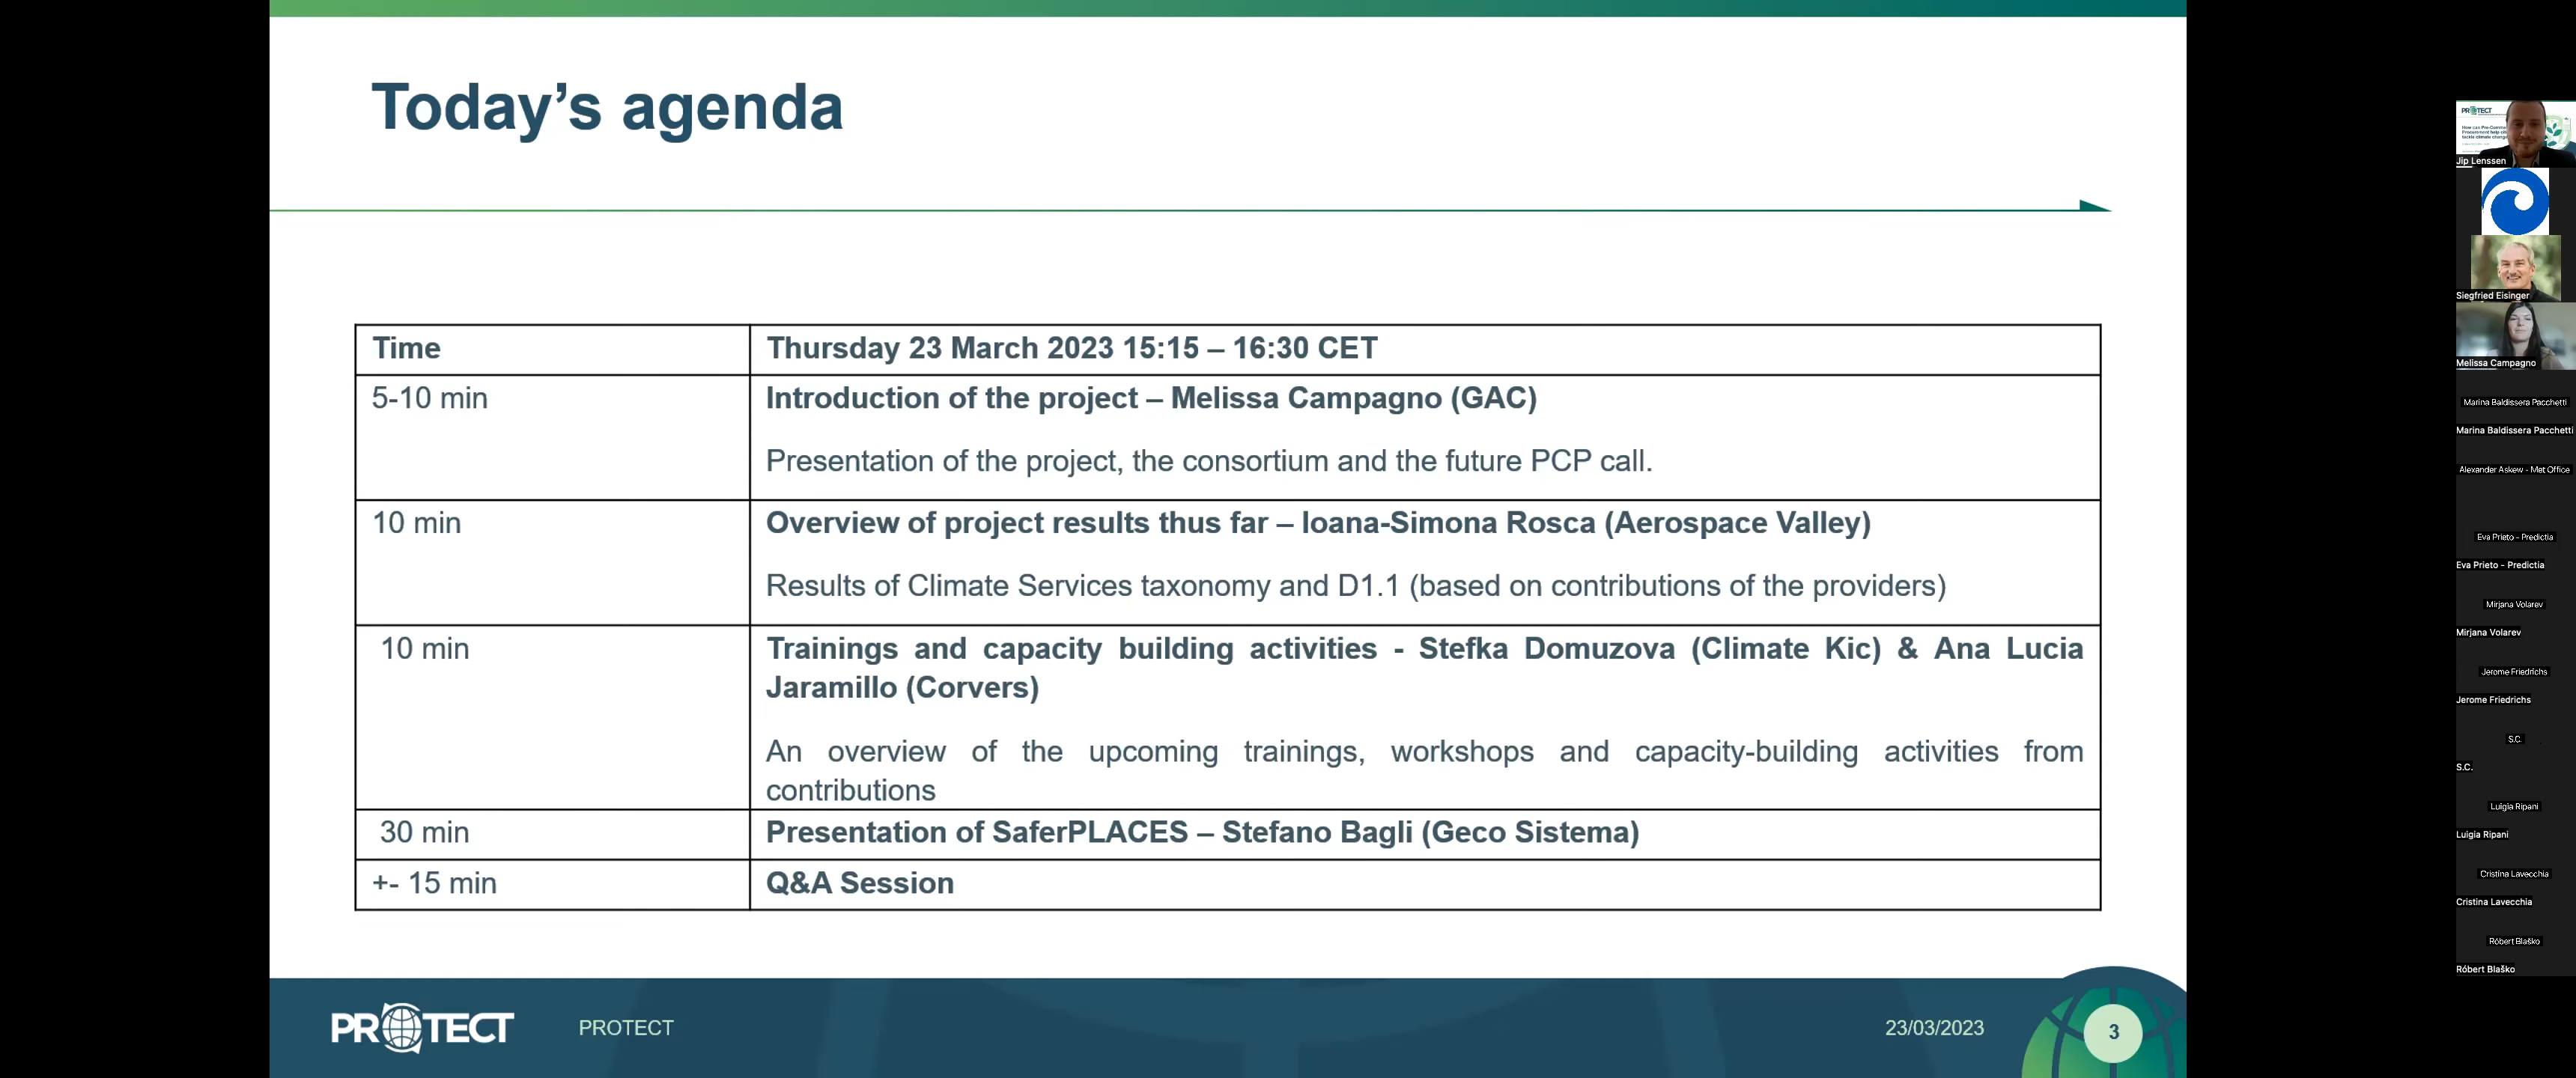 Today's agenda
Time
Thursday 23 March 2023 15:15 – 16:30 CET
5-10 min
Introduction of the project – Melissa Campagno (GAC)
Presentation of the project, the consortium and the future PCP call.
10 min
Overview of project results thus far – Ioana-Simona Rosca (Aerospace Valley)
Results of Climate Services taxonomy and D1.1 (based on contributions of the providers)
10 min
Trainings and capacity building activities - Stefka Domuzova (Climate Kic) & Ana Lucia
Jaramillo (Corvers)
An overview of the upcoming trainings, workshops and capacity-building activities from
contributions
30 min
Presentation of SaferPLACES – Stefano Bagli (Geco Sistema)
+- 15 min
Q&A Session
PROTECT
PROTECT
23/03/2023
3
PROTECT
Jip Lenssen
Siegfried Eisinger
Melissa Campagno
Marina Baldissera Pacchetti
Marina Baldissera Pacchetti
Alexander Askew - Met Office
Eva Prieto - Predictia
Eva Prieto - Predictia
Mirjana Volarev
Mirjana Volarev
Jerome Friedrichs
Jerome Friedrichs
S.C.
S.C.
Luigia Ripani
Luigia Ripani
Cristina Lavecchia
Cristina Lavecchia
Róbert Blaško
Róbert Blaško